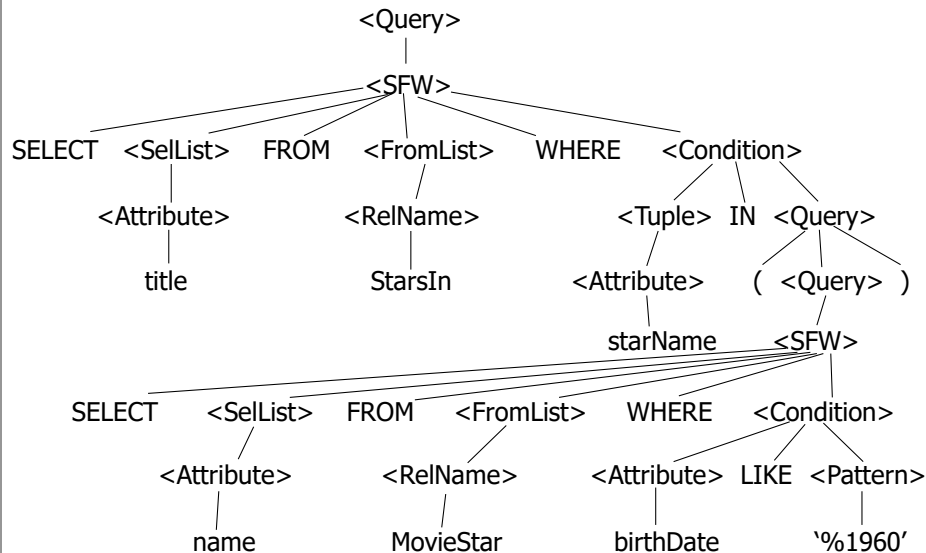 <Query>
<SFW>
SELECT <SelList> FROM <FromList> WHERE <Condition>
<Attribute> <RelName> <Tuple> IN <Query>
title StarsIn <Attribute> ( <Query> )
starName <SFW>
SELECT <SelList> FROM <FromList> WHERE <Condition>
<Attribute> <RelName> <Attribute> LIKE <Pattern>
name MovieStar birthDate ‘%1960’